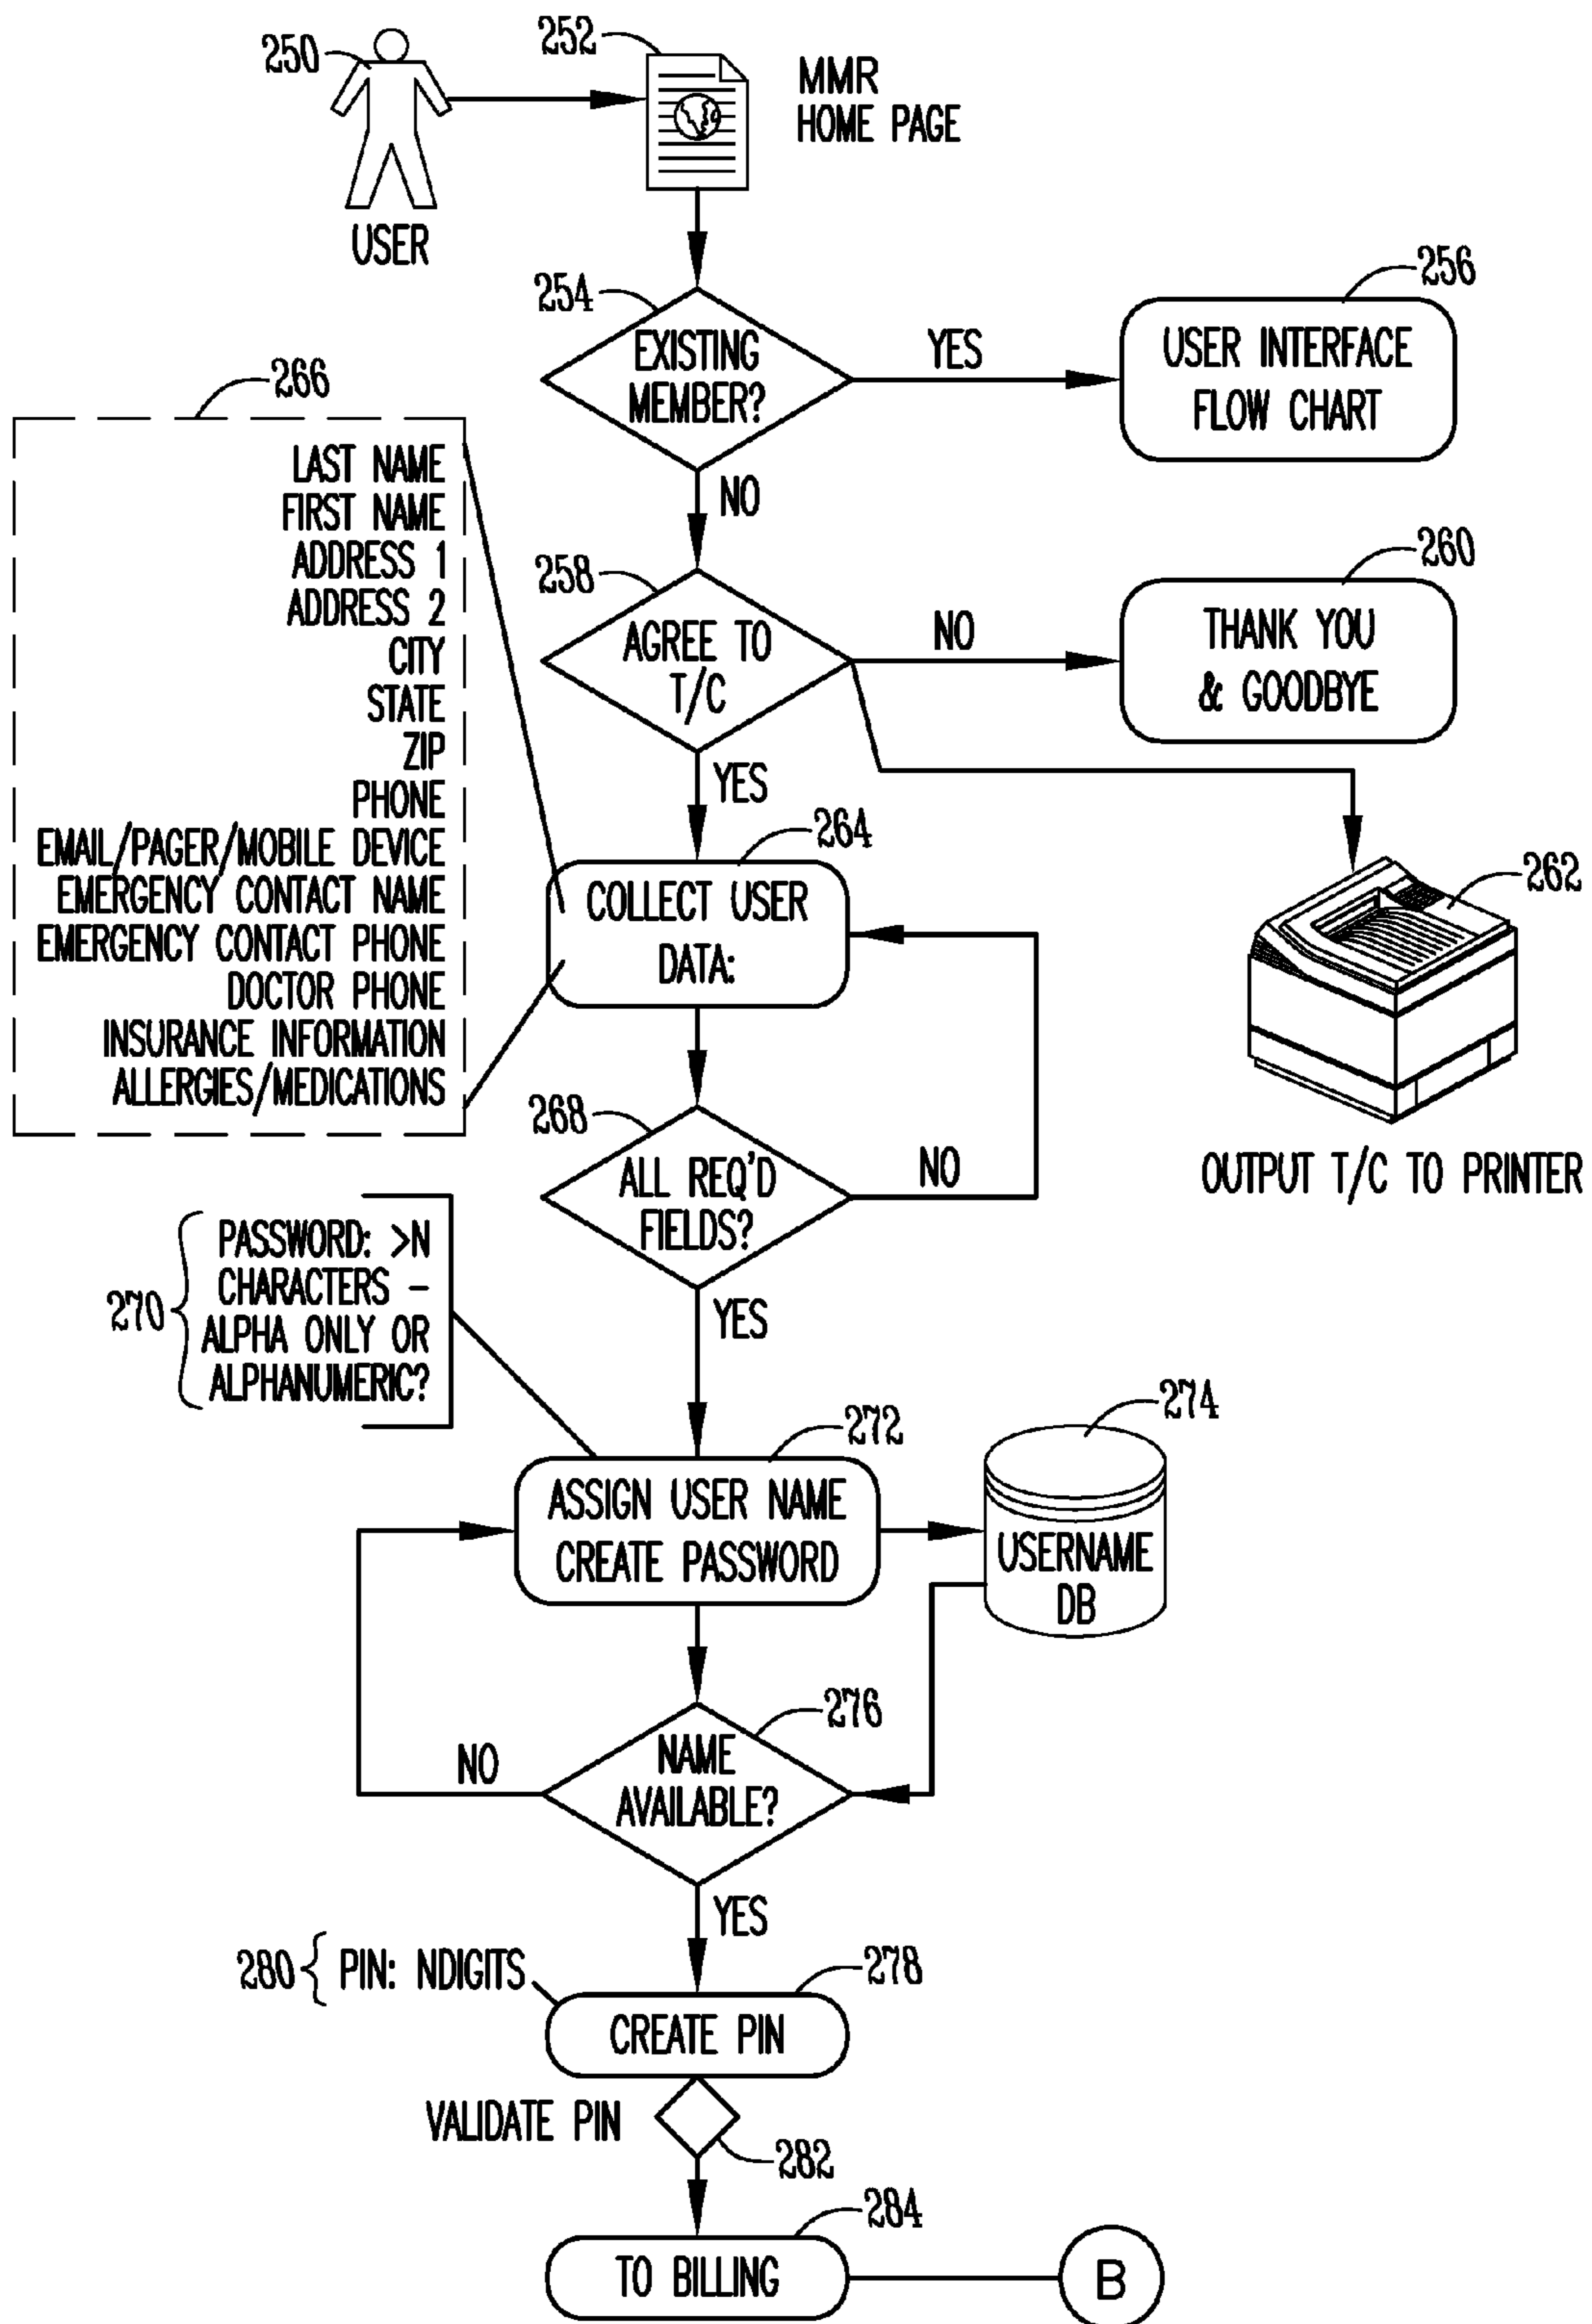 250
252
MMR
HOME PAGE
USER
254
EXISTING
MEMBER?
YES
256
USER INTERFACE
FLOW CHART
NO
266
LAST NAME
FIRST NAME
ADDRESS 1
ADDRESS 2
CITY
STATE
ZIP
PHONE
EMAIL/PAGER/MOBILE DEVICE
EMERGENCY CONTACT NAME
EMERGENCY CONTACT PHONE
DOCTOR PHONE
INSURANCE INFORMATION
ALLERGIES/MEDICATIONS
258
AGREE TO
T/C
NO
260
THANK YOU
& GOODBYE
YES
262
OUTPUT T/C TO PRINTER
264
COLLECT USER
DATA:
268
ALL REQ'D
FIELDS?
NO
YES
270
PASSWORD: >N
CHARACTERS –
ALPHA ONLY OR
ALPHANUMERIC?
272
ASSIGN USER NAME
CREATE PASSWORD
274
USERNAME
DB
276
NAME
AVAILABLE?
NO
YES
280
PIN: NDIGITS
278
CREATE PIN
VALIDATE PIN
282
284
TO BILLING
B